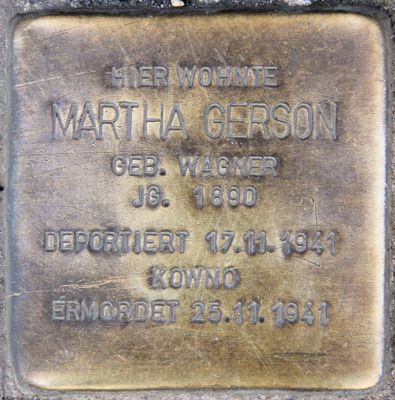 HIER WOHNTE
MARTHA GERSON
GEB. WAGNER
JG. 1890
DEPORTIERT 17.11.1941
KOWNO
ERMORDET 25.11.1941